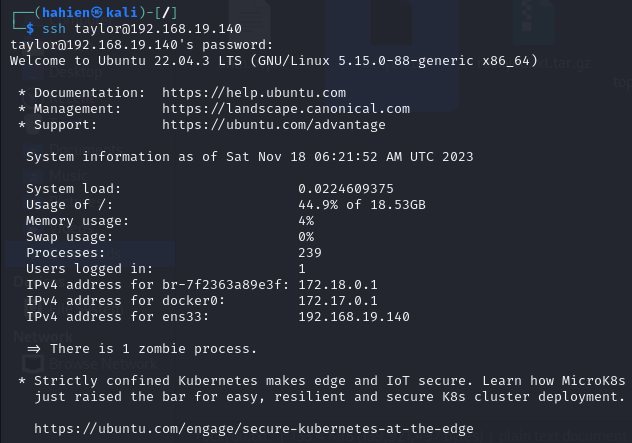 ┌──(hahien㉿kali)-[/]
└─$ ssh taylor@192.168.19.140
taylor@192.168.19.140's password:
Welcome to Ubuntu 22.04.3 LTS (GNU/Linux 5.15.0-88-generic x86_64)
* Documentation:  https://help.ubuntu.com
* Management:     https://landscape.canonical.com
* Support:        https://ubuntu.com/advantage
System information as of Sat Nov 18 06:21:52 AM UTC 2023
System load:                      0.0224609375
Usage of /:                       44.9% of 18.53GB
Memory usage:                     4%
Swap usage:                       0%
Processes:                        239
Users logged in:                  1
IPv4 address for br-7f2363a89e3f: 172.18.0.1
IPv4 address for docker0:         172.17.0.1
IPv4 address for ens33:           192.168.19.140
=> There is 1 zombie process.
* Strictly confined Kubernetes makes edge and IoT secure. Learn how MicroK8s
just raised the bar for easy, resilient and secure K8s cluster deployment.
https://ubuntu.com/engage/secure-kubernetes-at-the-edge
Desktop
Music
Network
Browse Network